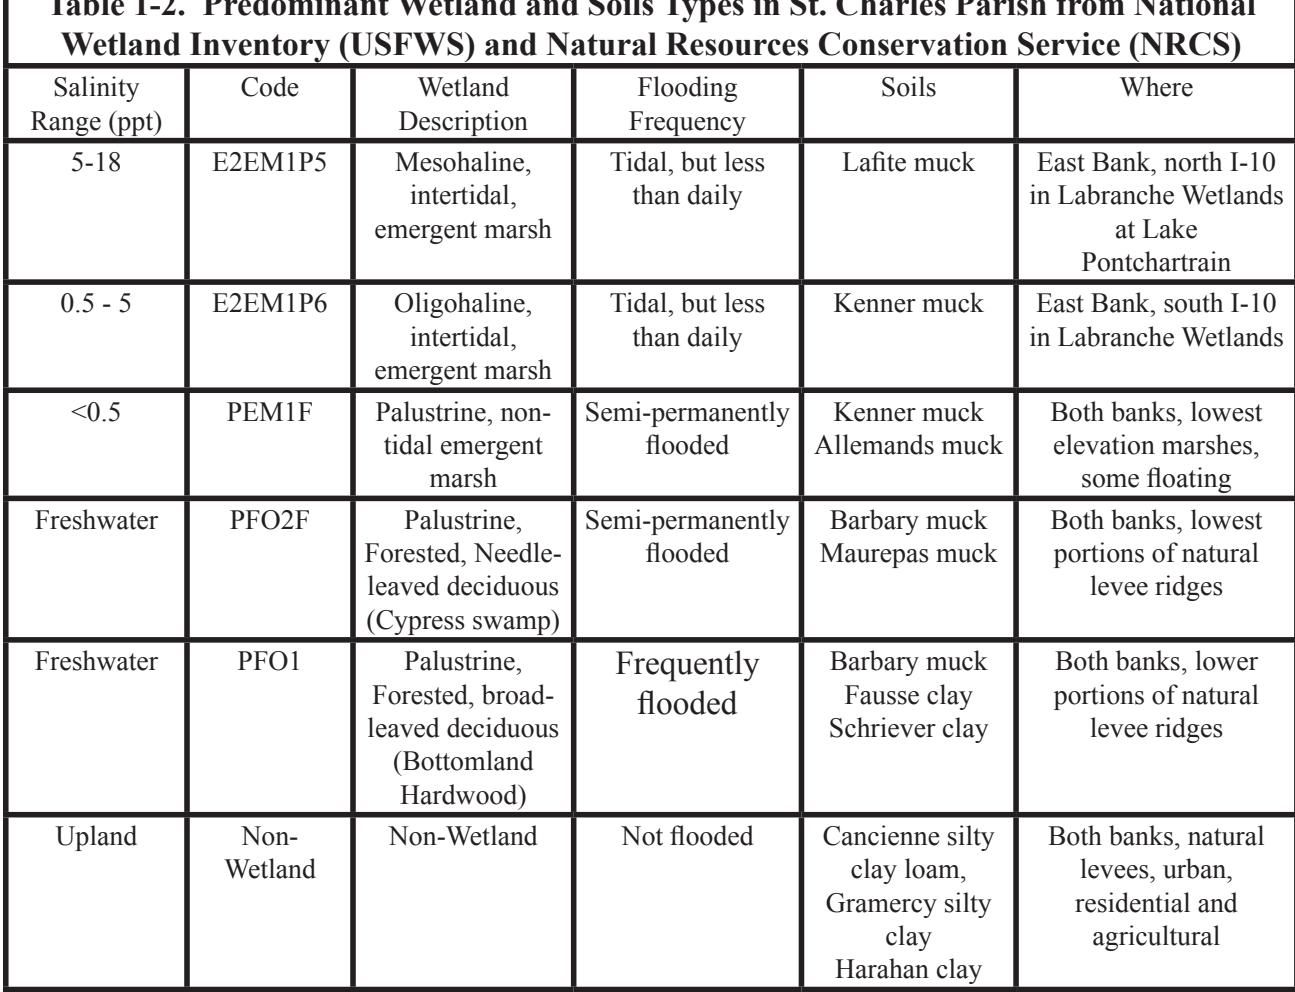 Table 1-2. Predominant Wetland and Soils Types in St. Charles Parish from National
Wetland Inventory (USFWS) and Natural Resources Conservation Service (NRCS)
Salinity
Range (ppt)
Code
Wetland
Description
Flooding
Frequency
Soils
Where
5-18
E2EM1P5
Mesohaline,
intertidal,
emergent marsh
Tidal, but less
than daily
Lafite muck
East Bank, north I-10
in Labranche Wetlands
at Lake
Pontchartrain
0.5 - 5
E2EM1P6
Oligohaline,
intertidal,
emergent marsh
Tidal, but less
than daily
Kenner muck
East Bank, south I-10
in Labranche Wetlands
<0.5
PEM1F
Palustrine, non-
tidal emergent
marsh
Semi-permanently
flooded
Kenner muck
Allemands muck
Both banks, lowest
elevation marshes,
some floating
Freshwater
PFO2F
Palustrine,
Forested, Needle-
leaved deciduous
(Cypress swamp)
Semi-permanently
flooded
Barbary muck
Maurepas muck
Both banks, lowest
portions of natural
levee ridges
Freshwater
PFO1
Palustrine,
Forested, broad-
leaved deciduous
(Bottomland
Hardwood)
Frequently
flooded
Barbary muck
Fausse clay
Schriever clay
Both banks, lower
portions of natural
levee ridges
Upland
Non-
Wetland
Non-Wetland
Not flooded
Cancienne silty
clay loam,
Gramercy silty
clay
Harahan clay
Both banks, natural
levees, urban,
residential and
agricultural